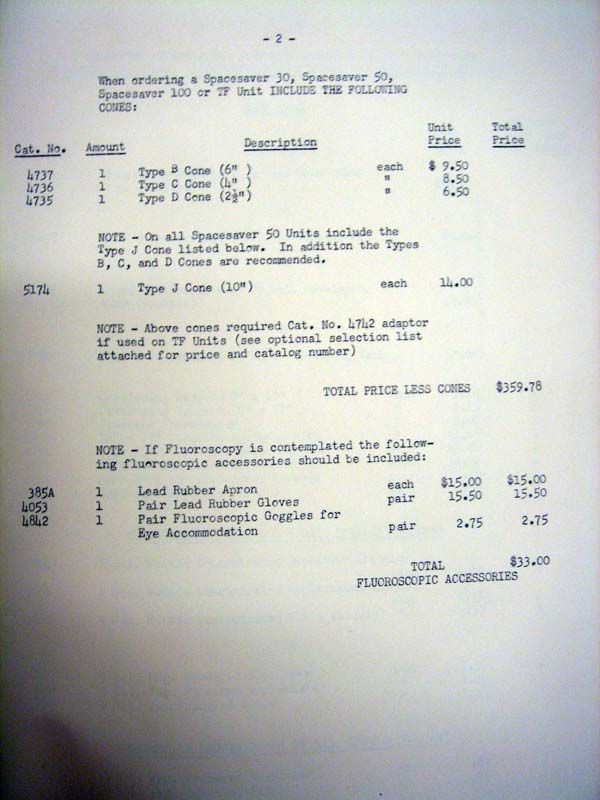 - 2 -
When ordering a Spacesaver 30, Spacesaver 50,
Spacesaver 100 or TF Unit INCLUDE THE FOLLOWING
CONES:
Cat. No. Amount Description Unit Price Total Price
4737 1 Type B Cone (6" ) each $ 9.50
4736 1 Type C Cone (4" ) " 8.50
4735 1 Type D Cone (2½") " 6.50
NOTE - On all Spacesaver 50 Units include the
Type J Cone listed below. In addition the Types
B, C, and D Cones are recommended.
5174 1 Type J Cone (10") each 14.00
NOTE - Above cones required Cat. No. 4742 adaptor
if used on TF Units (see optional selection list
attached for price and catalog number)
TOTAL PRICE LESS CONES $359.78
NOTE - If Fluoroscopy is contemplated the follow-
ing fluoroscopic accessories should be included:
385A 1 Lead Rubber Apron each $15.00 $15.00
4053 1 Pair Lead Rubber Gloves pair 15.50 15.50
4842 1 Pair Fluoroscopic Goggles for
Eye Accommodation pair 2.75 2.75
TOTAL $33.00
FLUOROSCOPIC ACCESSORIES